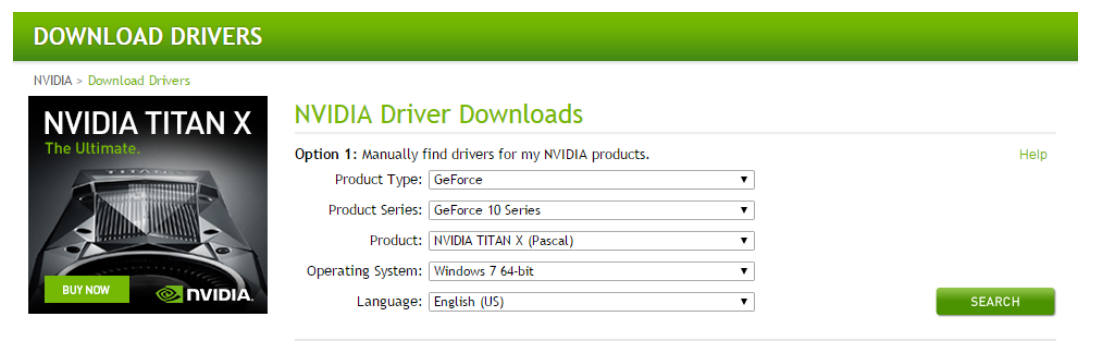 DOWNLOAD DRIVERS
NVIDIA > Download Drivers
NVIDIA TITAN X
The Ultimate.
TITAN X
BUY NOW
NVIDIA.
NVIDIA Driver Downloads
Option 1: Manually find drivers for my NVIDIA products.
Help
Product Type: GeForce
Product Series: GeForce 10 Series
Product: NVIDIA TITAN X (Pascal)
Operating System: Windows 7 64-bit
Language: English (US)
SEARCH